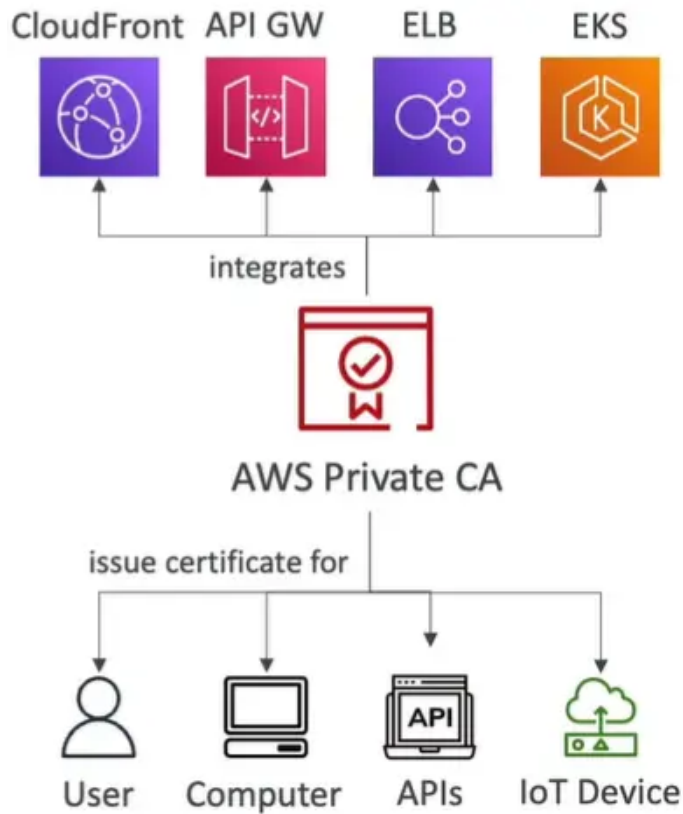 CloudFront API GW ELB EKS
</>
K
integrates
AWS Private CA
issue certificate for
API
User Computer APIs IoT Device